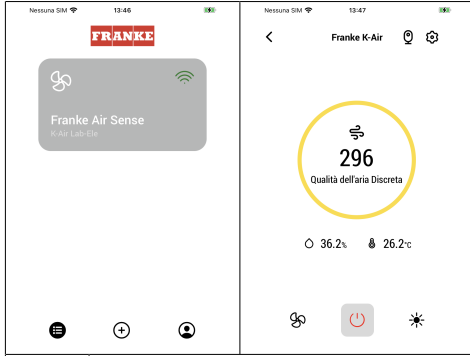 Nessuna SIM 13:46
FRANKE
Franke Air Sense
K-Air Lab-Ele
Nessuna SIM 13:47
Franke K-Air
296
Qualità dell'aria Discreta
36.2% 26.2°C